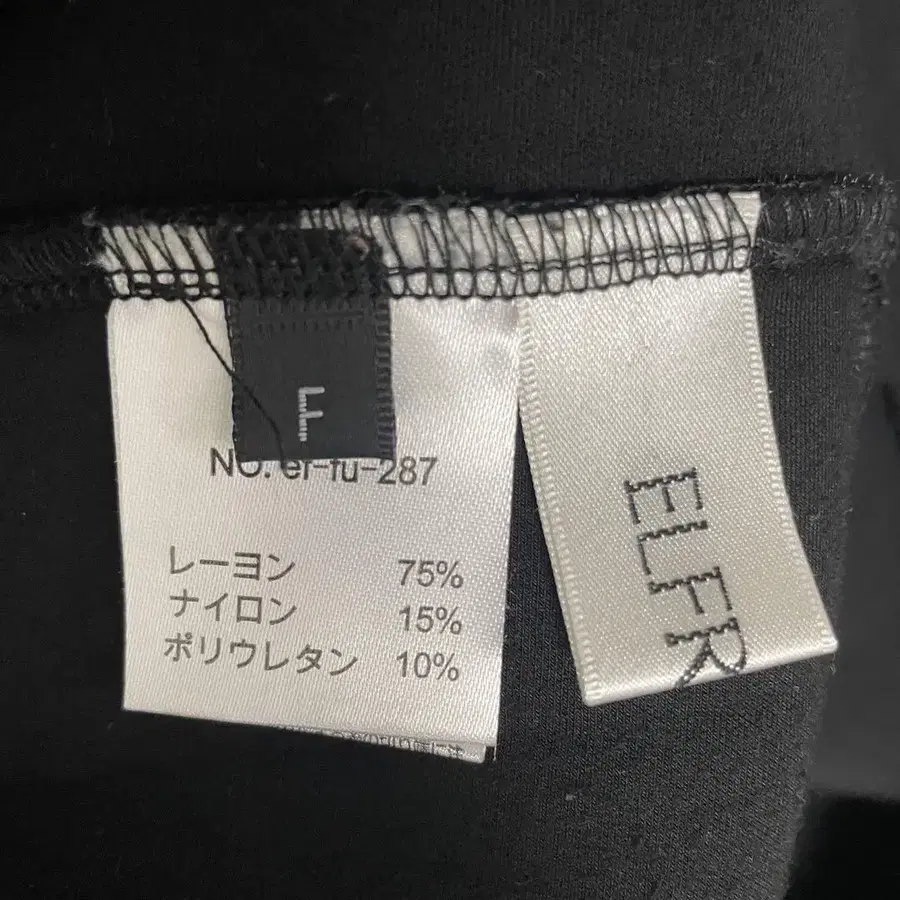 L
NO. er-fu-287
レーヨン 75%
ナイロン 15%
ポリウレタン 10%
ELFR